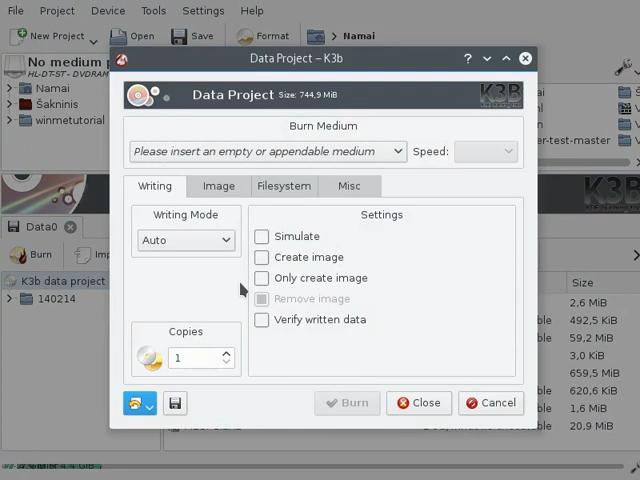 File Project Device Tools Settings Help
New Project Open Save Format Namai
Data Project – K3b
No medium
HL-DT-ST - DVDRAM
Namai
Šakninis
winmetutorial
er-test-master
Data Project Size: 744,9 MiB
K3B
Burn Medium
Please insert an empty or appendable medium
Speed:
Writing Image Filesystem Misc
Writing Mode
Auto
Settings
Simulate
Create image
Only create image
Remove image
Verify written data
Copies
1
Burn Close Cancel
Data0
Burn
K3b data project
140214
K3B
Size
2,6 MiB
492,5 KiB
59,2 MiB
3,0 KiB
659,5 MiB
620,6 KiB
1,6 MiB
20,9 MiB